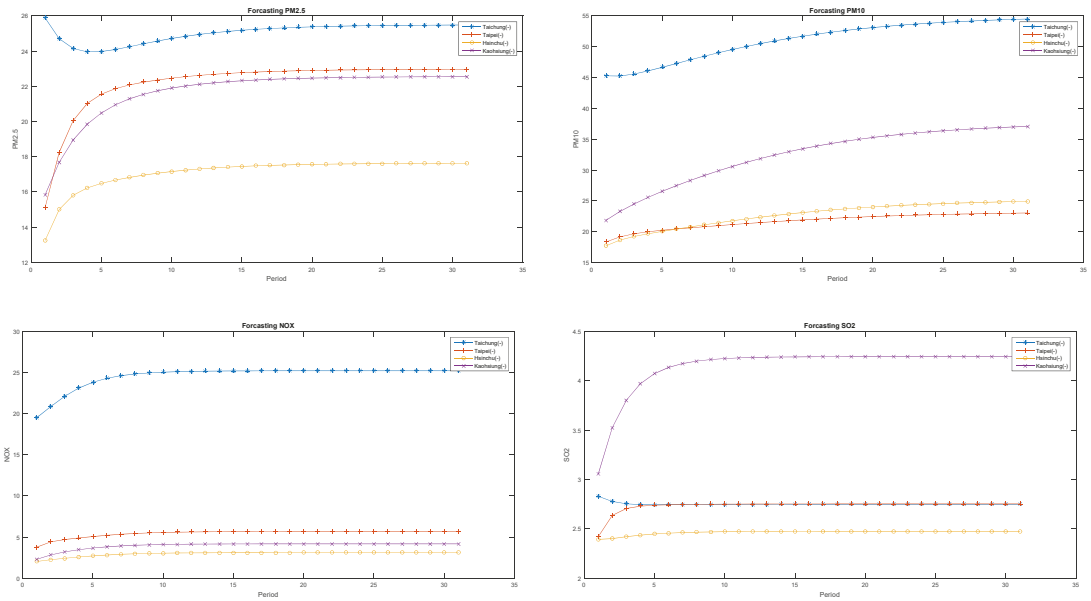 Forcasting PM2.5
26
24
22
20
18
16
14
12
PM2.5
0 5 10 15 20 25 30 35
Period
Taichung(-)
Taipei(-)
Hsinchu(-)
Kaohsiung(-)
Forcasting PM10
55
50
45
40
35
30
25
20
15
PM10
0 5 10 15 20 25 30 35
Period
Taichung(-)
Taipei(-)
Hsinchu(-)
Kaohsiung(-)
Forcasting NOX
30
25
20
15
10
5
0
NOX
0 5 10 15 20 25 30 35
Period
Taichung(-)
Taipei(-)
Hsinchu(-)
Kaohsiung(-)
Forcasting SO2
4.5
4
3.5
3
2.5
2
SO2
0 5 10 15 20 25 30 35
Period
Taichung(-)
Taipei(-)
Hsinchu(-)
Kaohsiung(-)